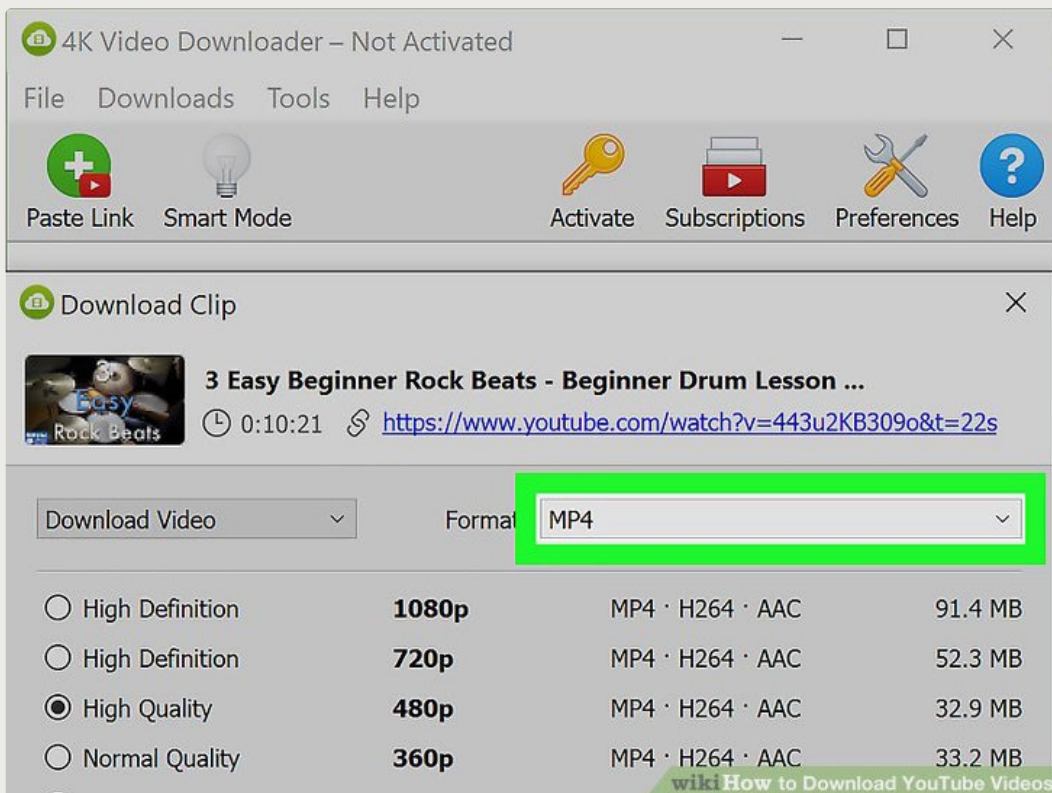 4K Video Downloader – Not Activated
File Downloads Tools Help
Paste Link Smart Mode Activate Subscriptions Preferences Help
Download Clip
3 Easy Beginner Rock Beats - Beginner Drum Lesson ...
0:10:21 https://www.youtube.com/watch?v=443u2KB309o&t=22s
3
Easy
Rock Beats
Download Video Format MP4
High Definition 1080p MP4 · H264 · AAC 91.4 MB
High Definition 720p MP4 · H264 · AAC 52.3 MB
High Quality 480p MP4 · H264 · AAC 32.9 MB
Normal Quality 360p MP4 · H264 · AAC 33.2 MB
wikiHow to Download YouTube Videos